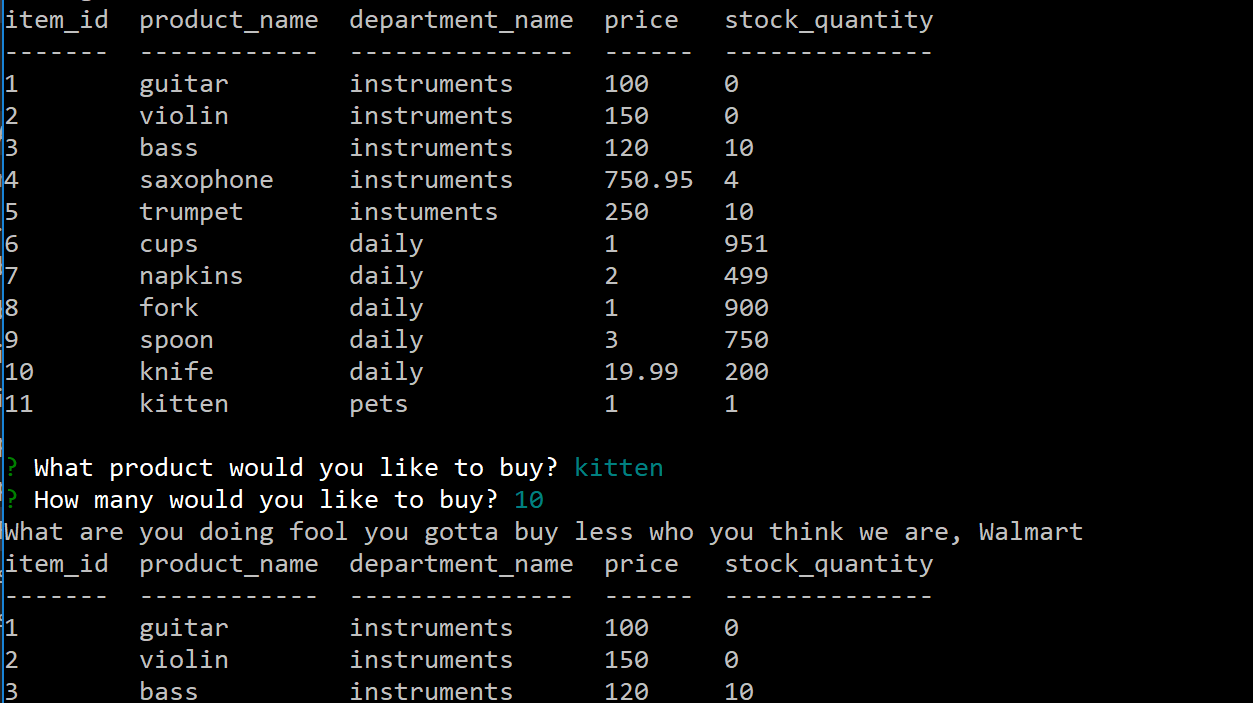 item_id  product_name  department_name  price   stock_quantity
-------  ------------  ---------------  ------  --------------
1        guitar        instruments      100     0
2        violin        instruments      150     0
3        bass          instruments      120     10
4        saxophone     instruments      750.95  4
5        trumpet       instuments       250     10
6        cups          daily            1       951
7        napkins       daily            2       499
8        fork          daily            1       900
9        spoon         daily            3       750
10       knife         daily            19.99   200
11       kitten        pets             1       1
? What product would you like to buy? kitten
? How many would you like to buy? 10
What are you doing fool you gotta buy less who you think we are, Walmart
item_id  product_name  department_name  price   stock_quantity
-------  ------------  ---------------  ------  --------------
1        guitar        instruments      100     0
2        violin        instruments      150     0
3        bass          instruments      120     10